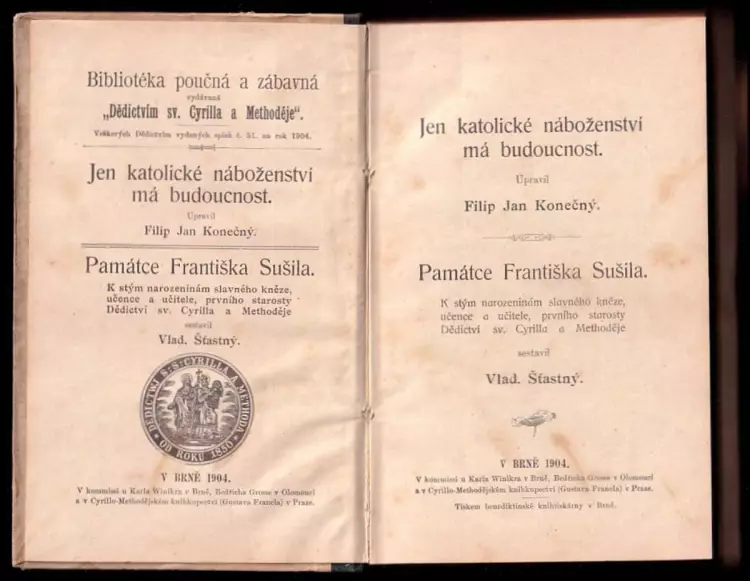 Bibliotéka poučná a zábavná
vydávaná
„Dědictvím sv. Cyrilla a Methoděje".
Veškerých Dědictvím vydaných spisů č. 51. na rok 1904.
Jen katolické náboženství
má budoucnost.
Upravil
Filip Jan Konečný.
Památce Františka Sušila.
K stým narozeninám slavného kněze,
učence a učitele, prvního starosty
Dědictví sv. Cyrilla a Methoděje
sestavil
Vlad. Šťastný.
DĚDICTWJ S·S·CYRILLA A METHODA
OD ROKU 1850
V BRNĚ 1904.
V kommissi u Karla Winikra v Brně, Bedřicha Grosse v Olomouci
a v Cyrillo-Methodějském knihkupectví (Gustava Francla) v Praze.
Jen katolické náboženství
má budoucnost.
Upravil
Filip Jan Konečný.
Památce Františka Sušila.
K stým narozeninám slavného kněze,
učence a učitele, prvního starosty
Dědictví sv. Cyrilla a Methoděje
sestavil
Vlad. Šťastný.
V BRNĚ 1904.
V kommissi u Karla Winikra v Brně, Bedřicha Grosse v Olomouci
a v Cyrillo-Methodějském knihkupectví (Gustava Francla) v Praze.
Tiskem benediktinské knihtiskárny v Brně.